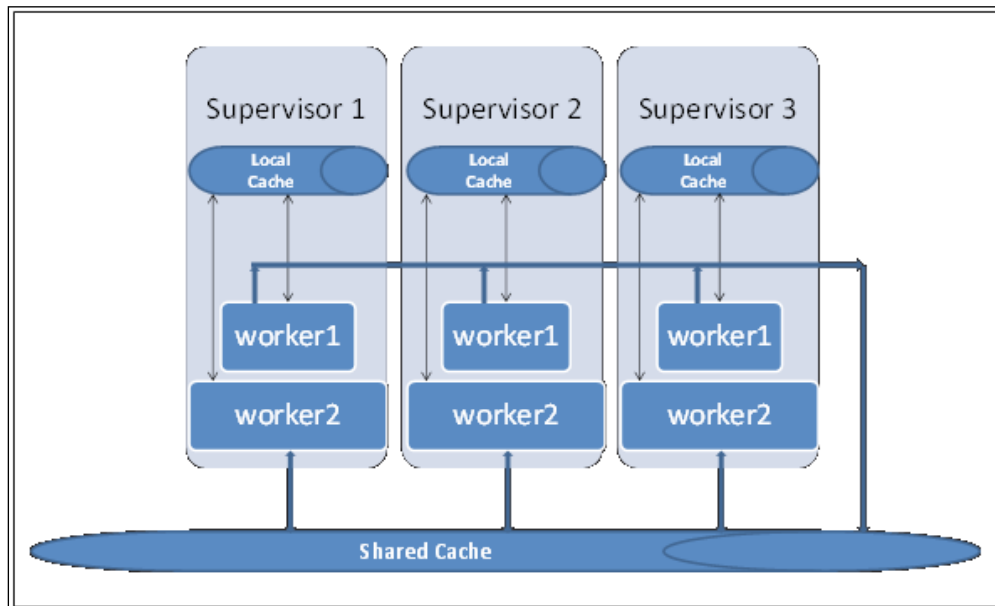 Supervisor 1
Supervisor 2
Supervisor 3
Local
Cache
Local
Cache
Local
Cache
worker1
worker1
worker1
worker2
worker2
worker2
Shared Cache